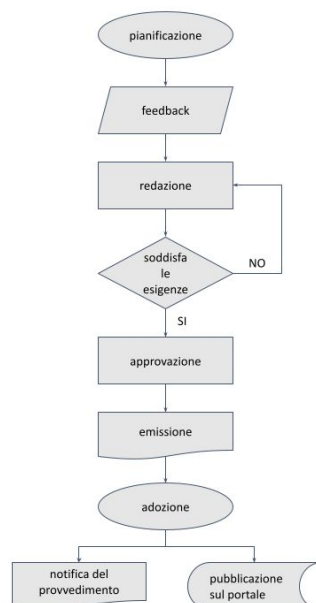 pianificazione
feedback
redazione
soddisfa
le
esigenze
NO
SI
approvazione
emissione
adozione
notifica del
provvedimento
pubblicazione
sul portale